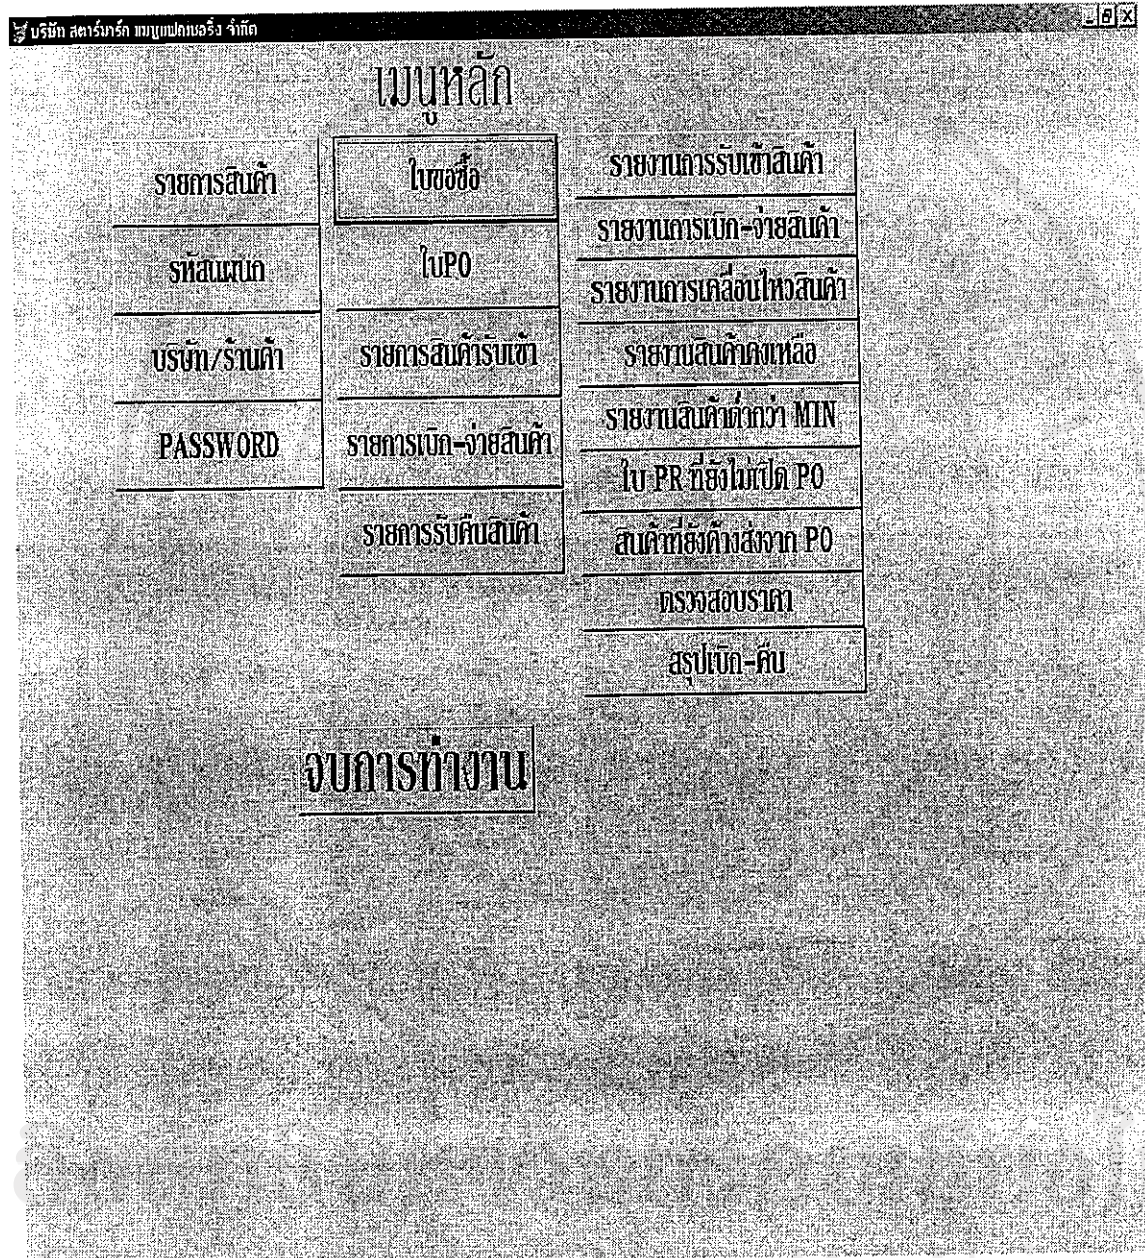 บริษัท สตาร์มาร์ก แมนูแฟคเชอริ่ง จำกัด
เมนูหลัก
รายการสินค้า
รหัสแผนก
บริษัท/ร้านค้า
PASSWORD
ใบขอซื้อ
ใบPO
รายการสินค้ารับเข้า
รายการเบิก-จ่ายสินค้า
รายการรับคืนสินค้า
รายงานการรับเข้าสินค้า
รายงานการเบิก-จ่ายสินค้า
รายงานการเคลื่อนไหวสินค้า
รายงานสินค้าคงเหลือ
รายงานสินค้าต่ำกว่า MIN
ใบ PR ที่ยังไม่เปิด PO
สินค้าที่ยังค้างส่งจาก PO
ตรวจสอบราคา
สรุปเบิก-คืน
จบการทำงาน